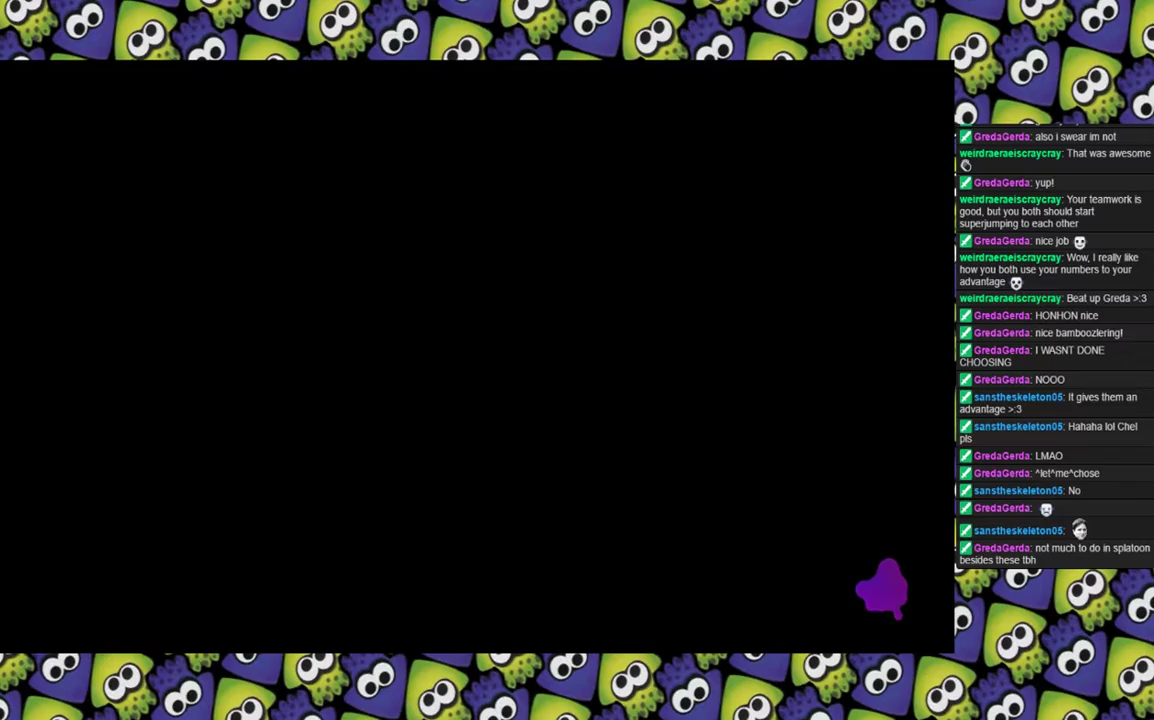 GredaGerda: also i swear im not
weirdraeraeiscraycray: That was awesome
GredaGerda: yup!
weirdraeraeiscraycray: Your teamwork is
good, but you both should start
superjumping to each other
GredaGerda: nice job
weirdraeraeiscraycray: Wow, I really like
how you both use your numbers to your
advantage
weirdraeraeiscraycray: Beat up Greda >:3
GredaGerda: HONHON nice
GredaGerda: nice bamboozlering!
GredaGerda: I WASNT DONE
CHOOSING
GredaGerda: NOOO
sanstheskeleton05: It gives them an
advantage >:3
sanstheskeleton05: Hahaha lol Chel
pls
GredaGerda: LMAO
GredaGerda: ^let^me^chose
sanstheskeleton05: No
GredaGerda:
sanstheskeleton05:
GredaGerda: not much to do in splatoon
besides these tbh